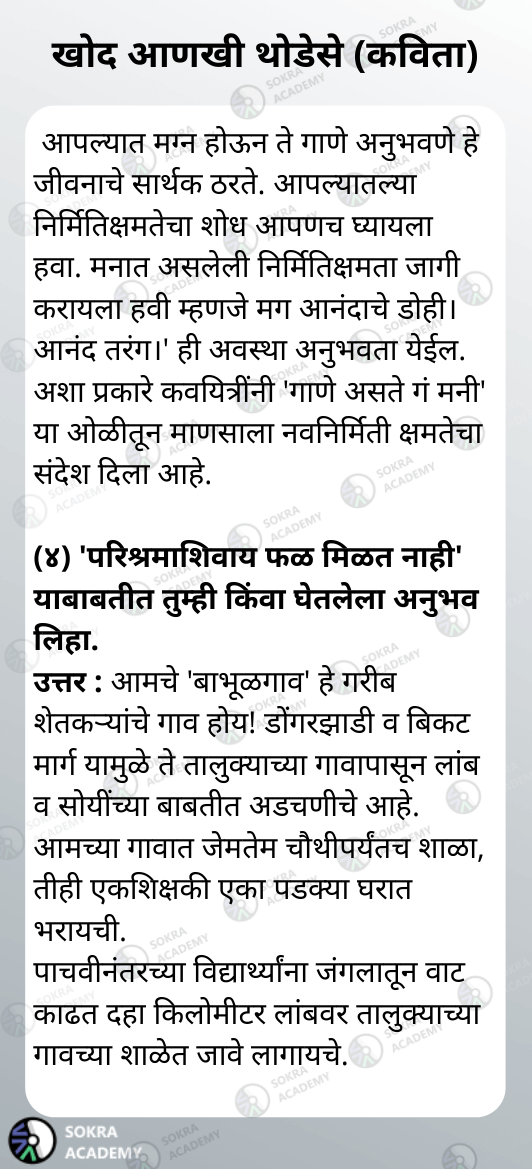 खोद आणखी थोडेसे (कविता)
आपल्यात मग्न होऊन ते गाणे अनुभवणे हे
जीवनाचे सार्थक ठरते. आपल्यातल्या
निर्मितिक्षमतेचा शोध आपणच घ्यायला
हवा. मनात असलेली निर्मितिक्षमता जागी
करायला हवी म्हणजे मग आनंदाचे डोही।
आनंद तरंग।' ही अवस्था अनुभवता येईल.
अशा प्रकारे कवयित्रींनी 'गाणे असते गं मनी'
या ओळीतून माणसाला नवनिर्मिती क्षमतेचा
संदेश दिला आहे.
(४) 'परिश्रमाशिवाय फळ मिळत नाही'
याबाबतीत तुम्ही किंवा घेतलेला अनुभव
लिहा.
उत्तर : आमचे 'बाभूळगाव' हे गरीब
शेतकऱ्यांचे गाव होय! डोंगरझाडी व बिकट
मार्ग यामुळे ते तालुक्याच्या गावापासून लांब
व सोयींच्या बाबतीत अडचणीचे आहे.
आमच्या गावात जेमतेम चौथीपर्यंतच शाळा,
तीही एकशिक्षकी एका पडक्या घरात
भरायची.
पाचवीनंतरच्या विद्यार्थ्यांना जंगलातून वाट
काढत दहा किलोमीटर लांबवर तालुक्याच्या
गावच्या शाळेत जावे लागायचे.
SOKRA
ACADEMY